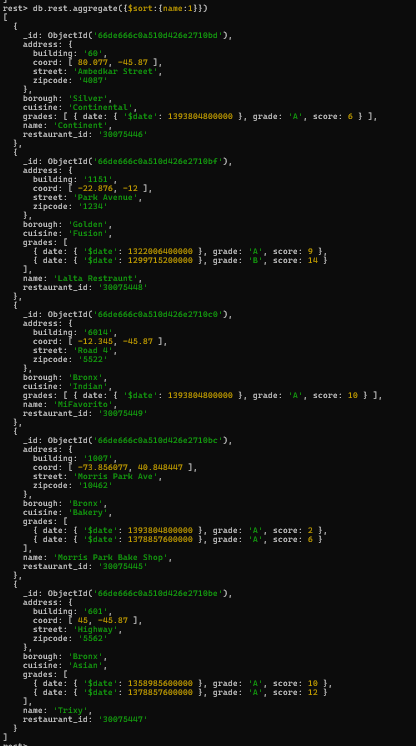 rest> db.rest.aggregate({$sort:{name:1}})
[
  {
    _id: ObjectId('66de666c0a510d426e2710bd'),
    address: {
      building: '60',
      coord: [ 80.077, -45.87 ],
      street: 'Ambedkar Street',
      zipcode: '4087'
    },
    borough: 'Silver',
    cuisine: 'Continental',
    grades: [ { date: { '$date': 1393804800000 }, grade: 'A', score: 6 } ],
    name: 'Continent',
    restaurant_id: '30075446'
  },
  {
    _id: ObjectId('66de666c0a510d426e2710bf'),
    address: {
      building: '1151',
      coord: [ -22.876, -12 ],
      street: 'Park Avenue',
      zipcode: '1234'
    },
    borough: 'Golden',
    cuisine: 'Fusion',
    grades: [
      { date: { '$date': 1322006400000 }, grade: 'A', score: 9 },
      { date: { '$date': 1299715200000 }, grade: 'B', score: 14 }
    ],
    name: 'Lalta Restraunt',
    restaurant_id: '30075448'
  },
  {
    _id: ObjectId('66de666c0a510d426e2710c0'),
    address: {
      building: '6014',
      coord: [ -12.345, -45.87 ],
      street: 'Road 4',
      zipcode: '5522'
    },
    borough: 'Bronx',
    cuisine: 'Indian',
    grades: [ { date: { '$date': 1393804800000 }, grade: 'A', score: 10 } ],
    name: 'MiFavorito',
    restaurant_id: '30075449'
  },
  {
    _id: ObjectId('66de666c0a510d426e2710bc'),
    address: {
      building: '1007',
      coord: [ -73.856077, 40.848447 ],
      street: 'Morris Park Ave',
      zipcode: '10462'
    },
    borough: 'Bronx',
    cuisine: 'Bakery',
    grades: [
      { date: { '$date': 1393804800000 }, grade: 'A', score: 2 },
      { date: { '$date': 1378857600000 }, grade: 'A', score: 6 }
    ],
    name: 'Morris Park Bake Shop',
    restaurant_id: '30075445'
  },
  {
    _id: ObjectId('66de666c0a510d426e2710be'),
    address: {
      building: '601',
      coord: [ 45, -45.87 ],
      street: 'Highway',
      zipcode: '5562'
    },
    borough: 'Bronx',
    cuisine: 'Asian',
    grades: [
      { date: { '$date': 1358985600000 }, grade: 'A', score: 10 },
      { date: { '$date': 1378857600000 }, grade: 'A', score: 12 }
    ],
    name: 'Trixy',
    restaurant_id: '30075447'
  }
]